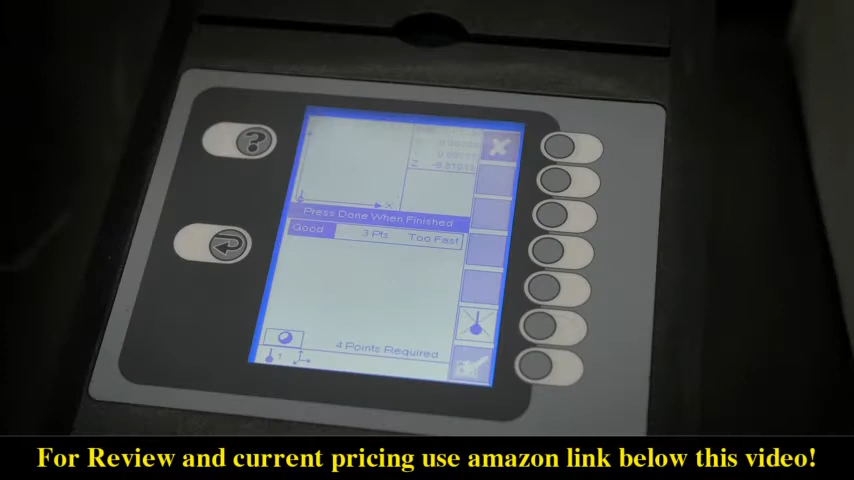 ?
X
Z
Press Done When Finished
Good 3 Pts Too Fast
4 Points Required
1
For Review and current pricing use amazon link below this video!